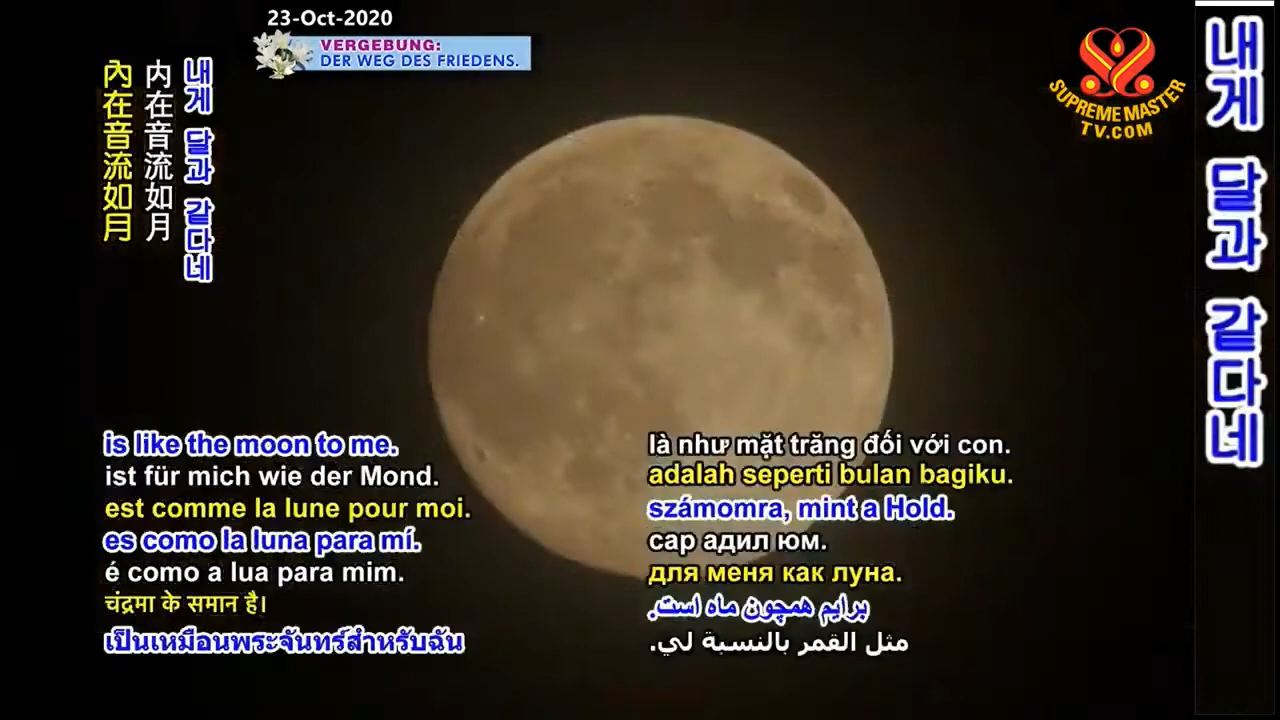 23-Oct-2020
VERGEBUNG:
DER WEG DES FRIEDENS.
SUPREME MASTER
TV.COM
내게 달과 같다네
内在音流如月
內在音流如月
내게 달과 같다네
is like the moon to me.
ist für mich wie der Mond.
est comme la lune pour moi.
es como la luna para mí.
é como a lua para mim.
चंद्रमा के समान है।
เป็นเหมือนพระจันทร์สำหรับฉัน
là như mặt trăng đối với con.
adalah seperti bulan bagiku.
számomra, mint a Hold.
сар адил юм.
для меня как луна.
برایم همچون ماه است.
مثل القمر بالنسبة لي.